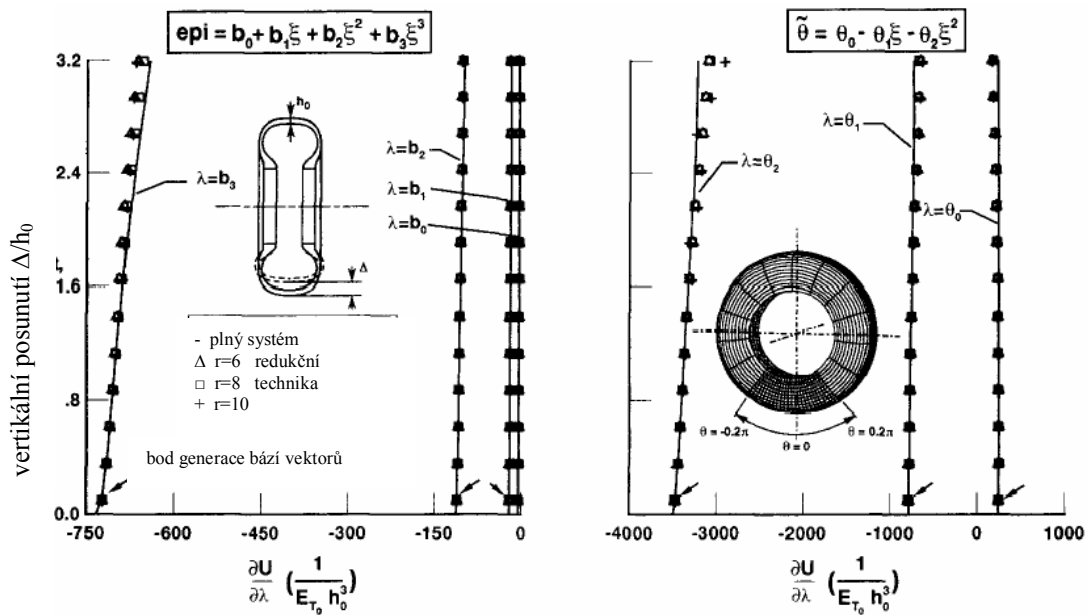 epi = b₀ + b₁ξ + b₂ξ² + b₃ξ³
θ̃ = θ₀ - θ₁ξ - θ₂ξ²
vertikální posunutí Δ/h₀
3.2
2.4
1.6
.8
0.0
h₀
λ=b₃
λ=b₂
λ=b₁
λ=b₀
Δ
- plný systém
Δ r=6 redukční
□ r=8 technika
+ r=10
bod generace bází vektorů
-750
-600
-450
-300
-150
0
∂U/∂λ (1/E_T₀ h₀³)
λ=θ₂
λ=θ₁
λ=θ₀
θ = -0.2π
θ = 0
θ = 0.2π
-4000
-3000
-2000
-1000
0
1000
∂U/∂λ (1/E_T₀ h₀³)